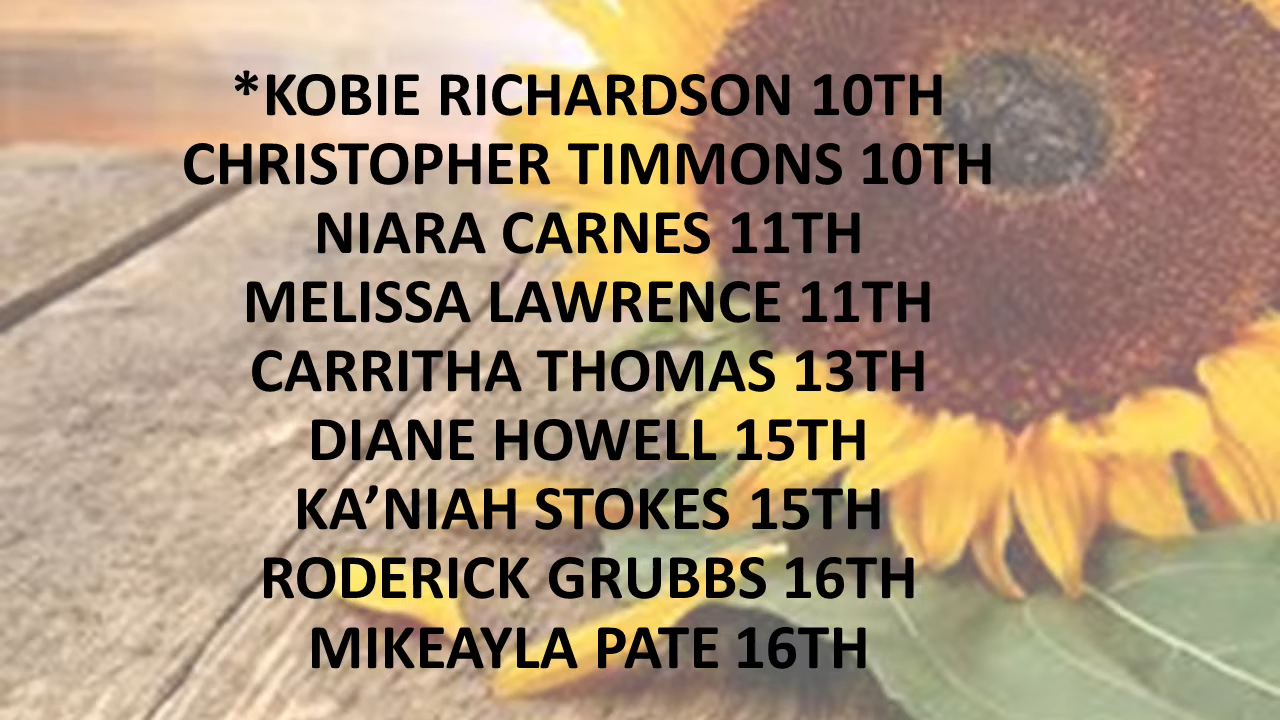 *KOBIE RICHARDSON 10TH
CHRISTOPHER TIMMONS 10TH
NIARA CARNES 11TH
MELISSA LAWRENCE 11TH
CARRITHA THOMAS 13TH
DIANE HOWELL 15TH
KA’NIAH STOKES 15TH
RODERICK GRUBBS 16TH
MIKEAYLA PATE 16TH